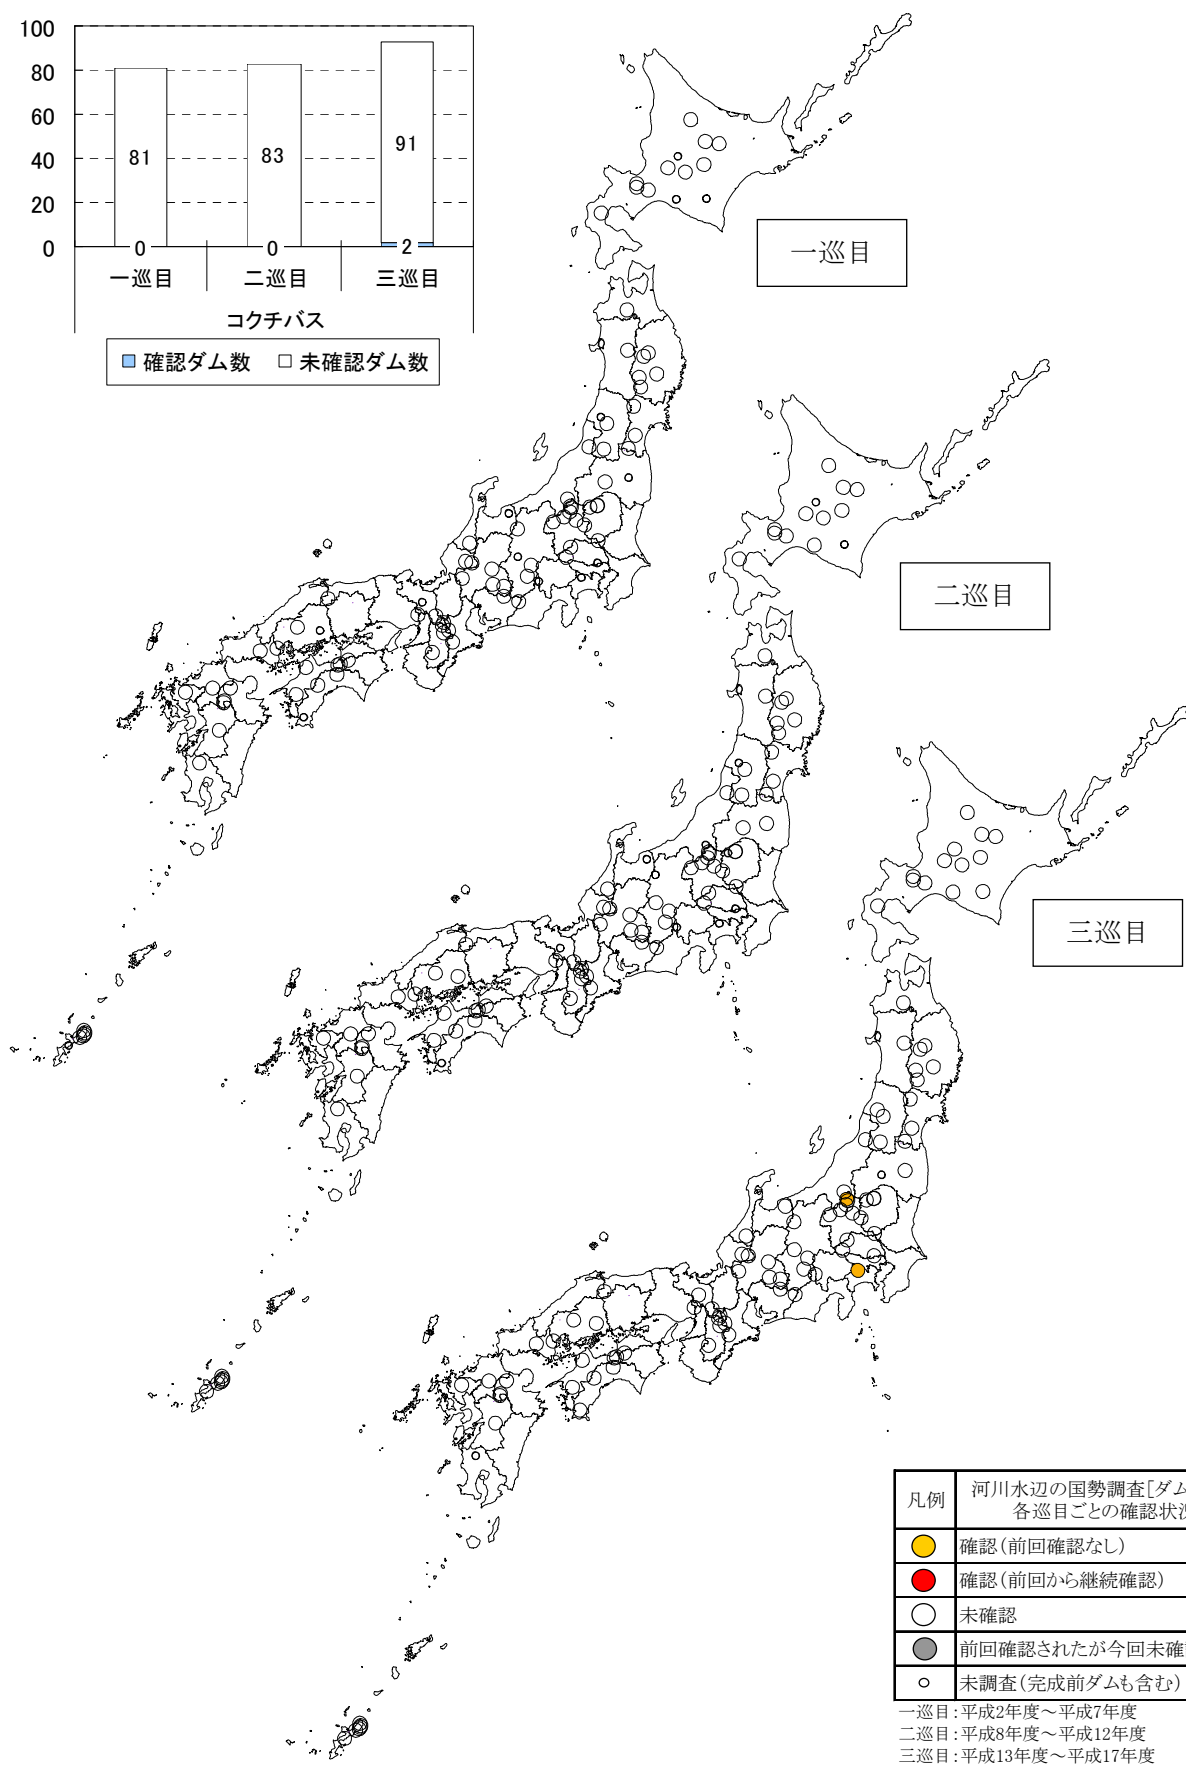 100
80
60
40
20
0
81
83
91
0
0
2
一巡目
二巡目
三巡目
コクチバス
確認ダム数 未確認ダム数
一巡目
二巡目
三巡目
凡例
河川水辺の国勢調査[ダム
各巡目ごとの確認状況
確認(前回確認なし)
確認(前回から継続確認)
未確認
前回確認されたが今回未確
未調査(完成前ダムも含む)
一巡目:平成2年度～平成7年度
二巡目:平成8年度～平成12年度
三巡目:平成13年度～平成17年度